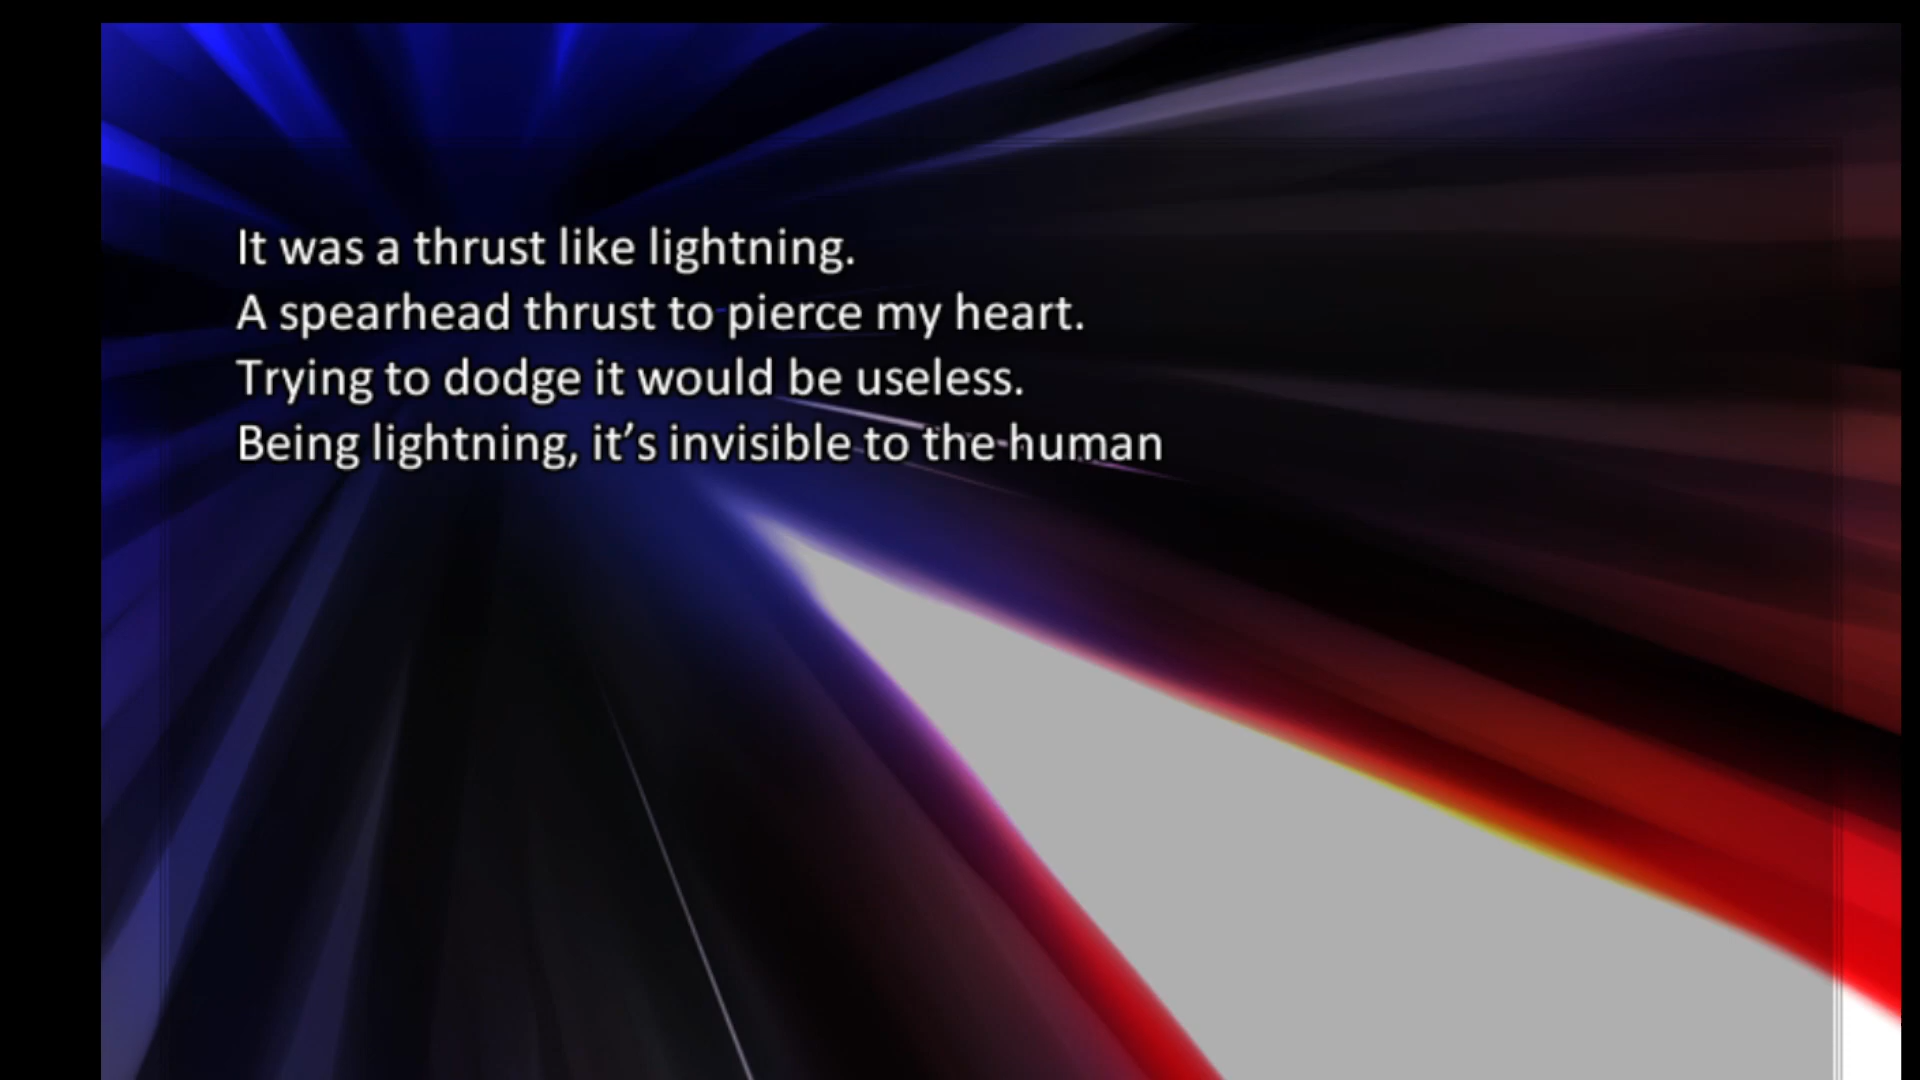 It was a thrust like lightning.
A spearhead thrust to pierce my heart.
Trying to dodge it would be useless.
Being lightning, it’s invisible to the human